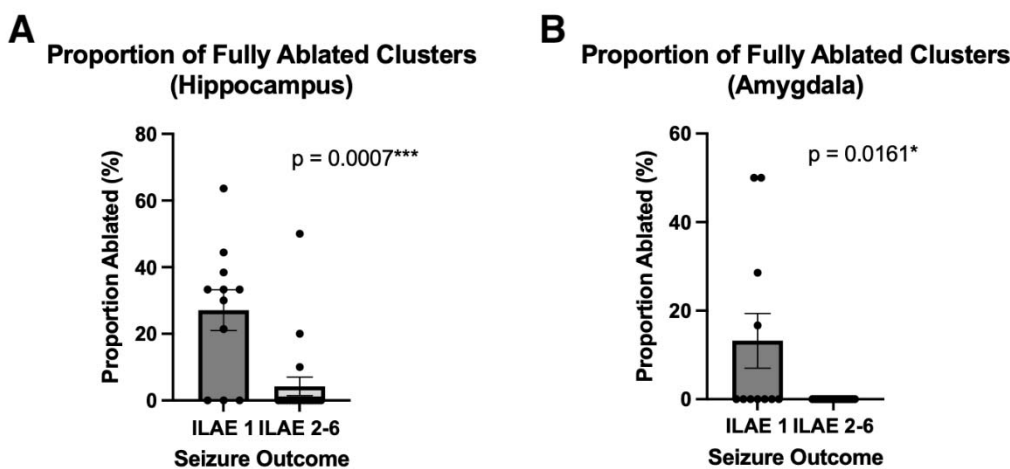 A
Proportion of Fully Ablated Clusters
(Hippocampus)
Proportion Ablated (%)
80
60
40
20
0
p = 0.0007***
ILAE 1 ILAE 2-6
Seizure Outcome
B
Proportion of Fully Ablated Clusters
(Amygdala)
Proportion Ablated (%)
60
40
20
0
p = 0.0161*
ILAE 1 ILAE 2-6
Seizure Outcome